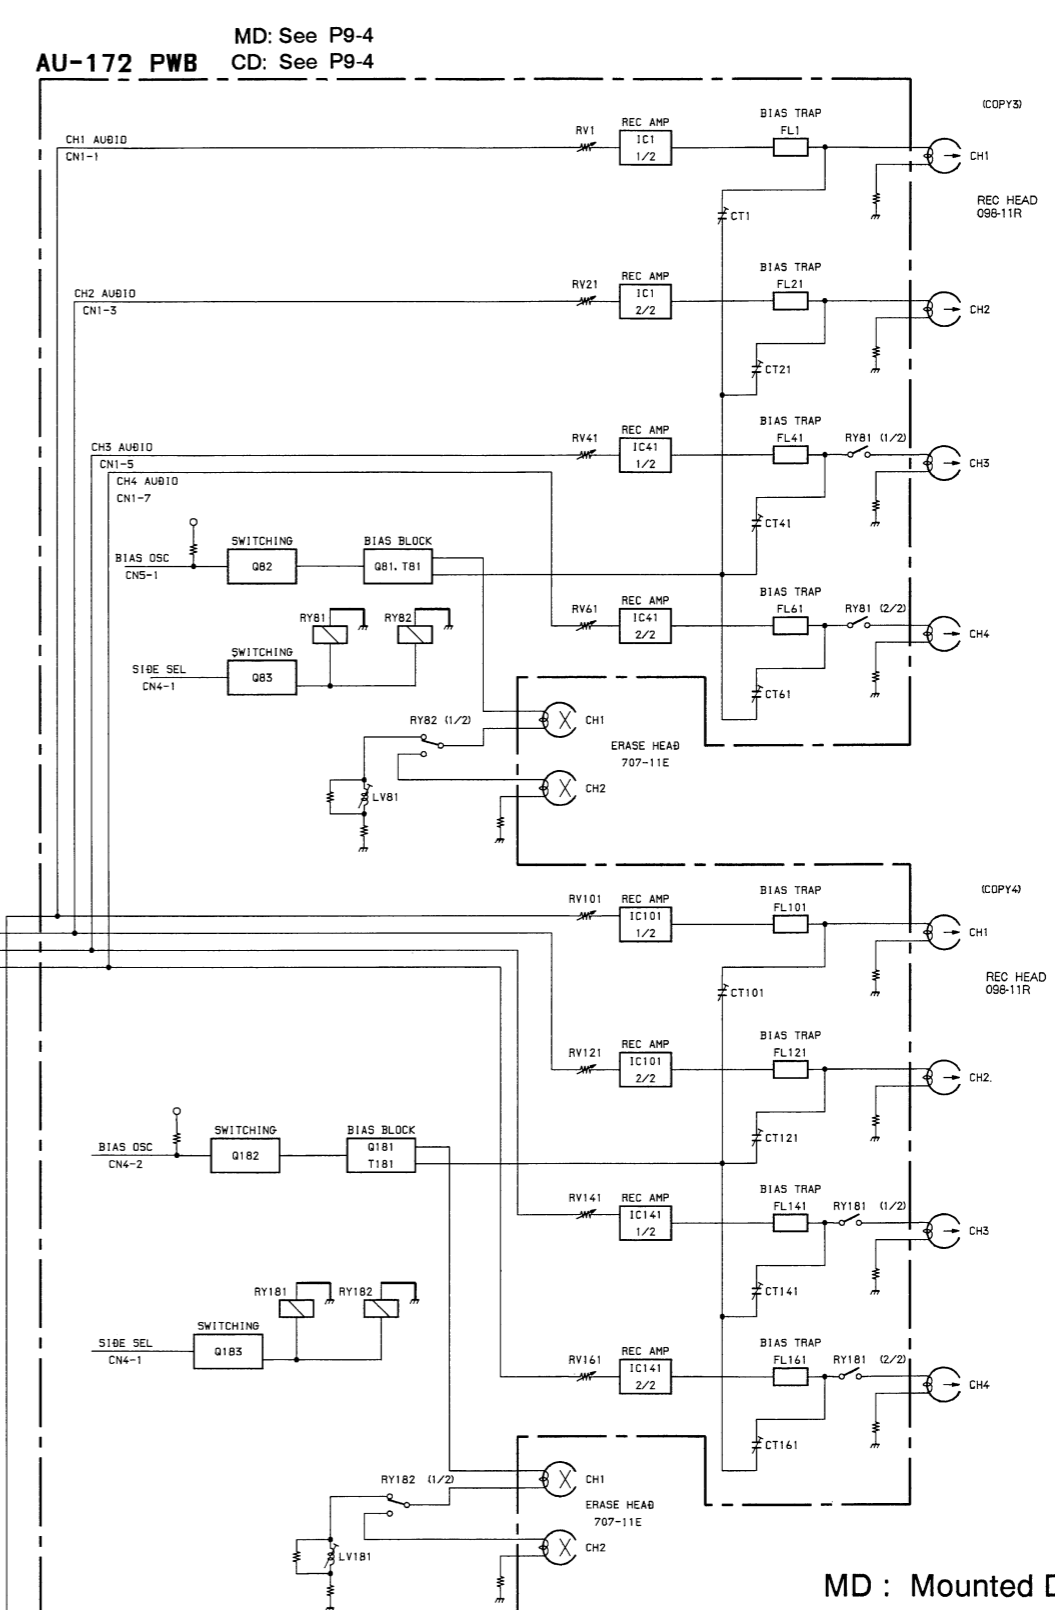 MD: See P9-4
AU-172 PWB
CD: See P9-4
(COPY3)
CH1 AUDIO
CN1-1
RV1
REC AMP
IC1
1/2
BIAS TRAP
FL1
CH1
CT1
REC HEAD
098-11R
CH2 AUDIO
CN1-3
RV21
REC AMP
IC1
2/2
BIAS TRAP
FL21
CH2
CT21
CH3 AUDIO
CN1-5
RV41
REC AMP
IC41
1/2
BIAS TRAP
FL41
RY81 (1/2)
CH3
CH4 AUDIO
CN1-7
CT41
BIAS OSC
CN5-1
SWITCHING
Q82
BIAS BLOCK
Q81. T81
RY81
RY82
RV61
REC AMP
IC41
2/2
BIAS TRAP
FL61
RY81 (2/2)
CH4
SIDE SEL
CN4-1
SWITCHING
Q83
CT61
RY82 (1/2)
CH1
ERASE HEAD
707-11E
LV81
CH2
(COPY4)
RV101
REC AMP
IC101
1/2
BIAS TRAP
FL101
CH1
CT101
REC HEAD
098-11R
RV121
REC AMP
IC101
2/2
BIAS TRAP
FL121
CH2.
CT121
BIAS OSC
CN4-2
SWITCHING
Q182
BIAS BLOCK
Q181
T181
RV141
REC AMP
IC141
1/2
BIAS TRAP
FL141
RY181 (1/2)
CH3
CT141
RY181
RY182
SIDE SEL
CN4-1
SWITCHING
Q183
RV161
REC AMP
IC141
2/2
BIAS TRAP
FL161
RY181 (2/2)
CH4
CT161
RY182 (1/2)
CH1
ERASE HEAD
707-11E
LV181
CH2
MD : Mounted D